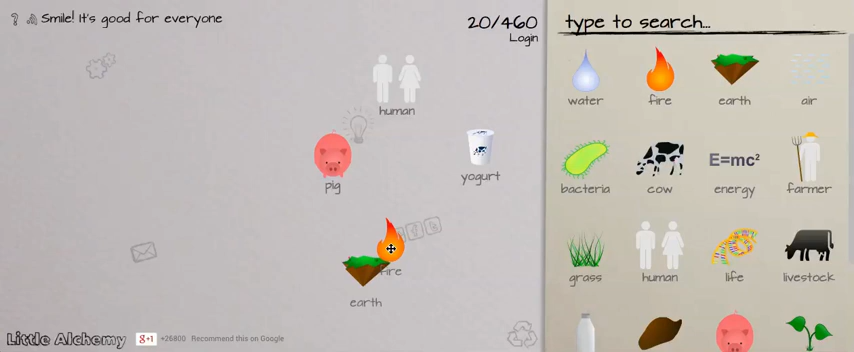 ? Smile! It's good for everyone
20/460
Login
type to search...
human
pig
yogurt
fire
earth
water
fire
earth
air
bacteria
cow
E=mc²
energy
farmer
grass
human
life
livestock
Little Alchemy
g+1 +26800 Recommend this on Google